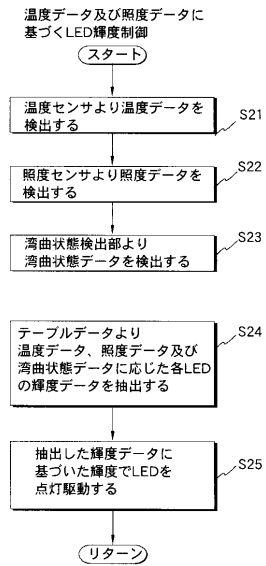 温度データ及び照度データに
基づくLED輝度制御
スタート
温度センサより温度データを
検出する
S21
照度センサより照度データを
検出する
S22
湾曲状態検出部より
湾曲状態データを検出する
S23
テーブルデータより
温度データ、照度データ及び
湾曲状態データに応じた各LED
の輝度データを抽出する
S24
抽出した輝度データに
基づいた輝度でLEDを
点灯駆動する
S25
リターン